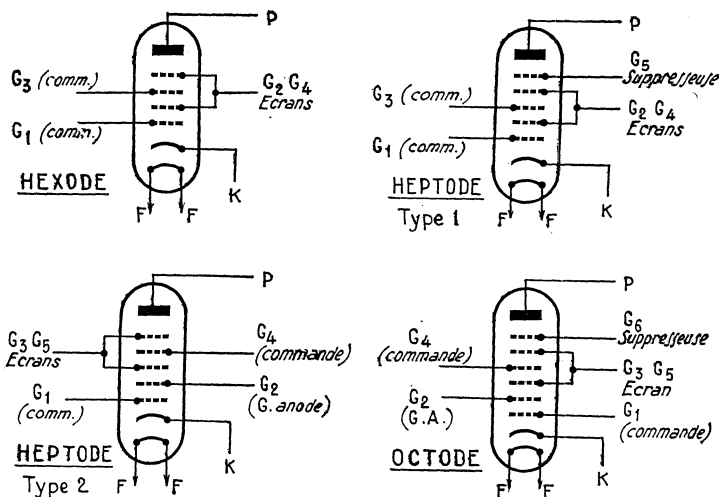 P
G3 (comm.)
G2 G4
Ecrans
G1 (comm.)
K
HEXODE
F F
P
G5
Suppresseuse
G3 (comm.)
G2 G4
Ecrans
G1 (comm.)
K
HEPTODE
Type 1
F F
P
G3 G5
Ecrans
G4
(commande)
G1
(comm.)
G2
(G.anode)
K
HEPTODE
Type 2
F F
P
G6
Suppresseuse
G4
(commande)
G3 G5
Ecran
G2
(G.A.)
G1
(commande)
K
OCTODE
F F